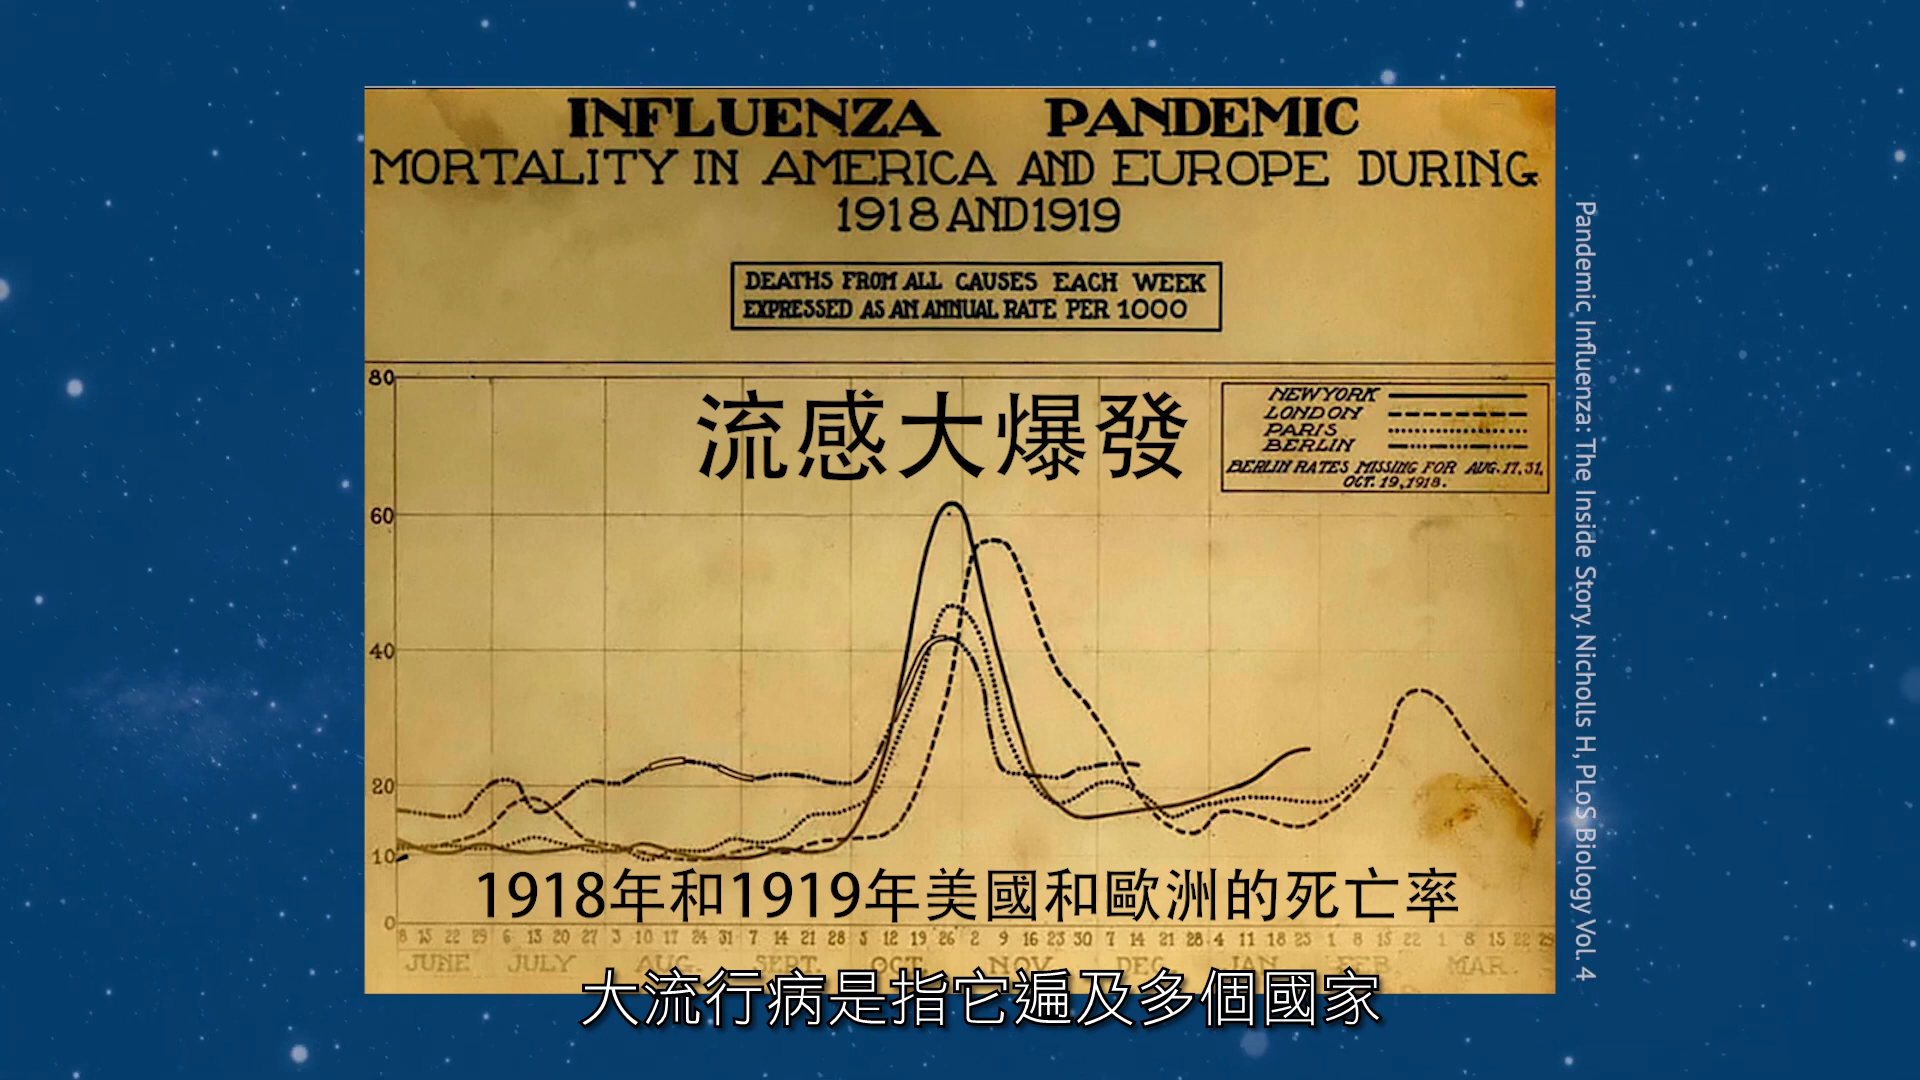 INFLUENZA PANDEMIC
MORTALITY IN AMERICA AND EUROPE DURING
1918 AND 1919
DEATHS FROM ALL CAUSES EACH WEEK
EXPRESSED AS AN ANNUAL RATE PER 1000
流感大爆發
NEW YORK
LONDON
PARIS
BERLIN
BERLIN RATES MISSING FOR AUG. 17, 31,
OCT. 19, 1918.
80
60
40
20
10
0
1918年和1919年美國和歐洲的死亡率
8 15 22 29 6 13 20 27 3 10 17 24 31 7 14 21 28 5 12 19 26 2 9 16 23 30 7 14 21 28 4 11 18 25 1 8 15 22 1 8 15 22 29
JUNE JULY AUG. SEPT. OCT. NOV. DEC. JAN. FEB. MAR.
大流行病是指它遍及多個國家
Pandemic Influenza: The Inside Story. Nicholls H, PLoS Biology Vol. 4